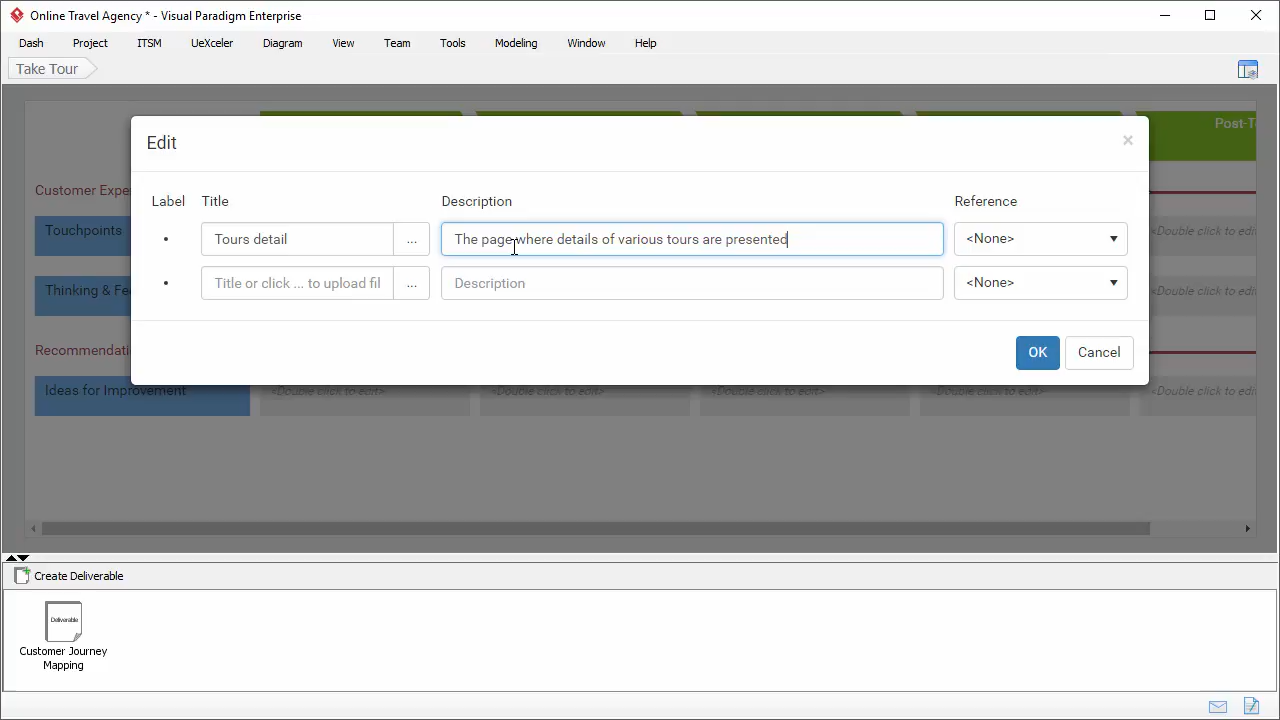 Online Travel Agency * - Visual Paradigm Enterprise
Dash Project ITSM UeXceler Diagram View Team Tools Modeling Window Help
Take Tour
Post-T
Edit
×
Label Title Description Reference
Customer Expe
Touchpoints
• Tours detail ... The page where details of various tours are presented <None>
• Title or click ... to upload fil ... Description <None>
Thinking & Fe
<Double click to edi
OK Cancel
Recommendati
Ideas for Improvement <Double click to edit> <Double click to edit> <Double click to edit> <Double click to edit> <Double click to edi
Create Deliverable
Deliverable
Customer Journey
Mapping